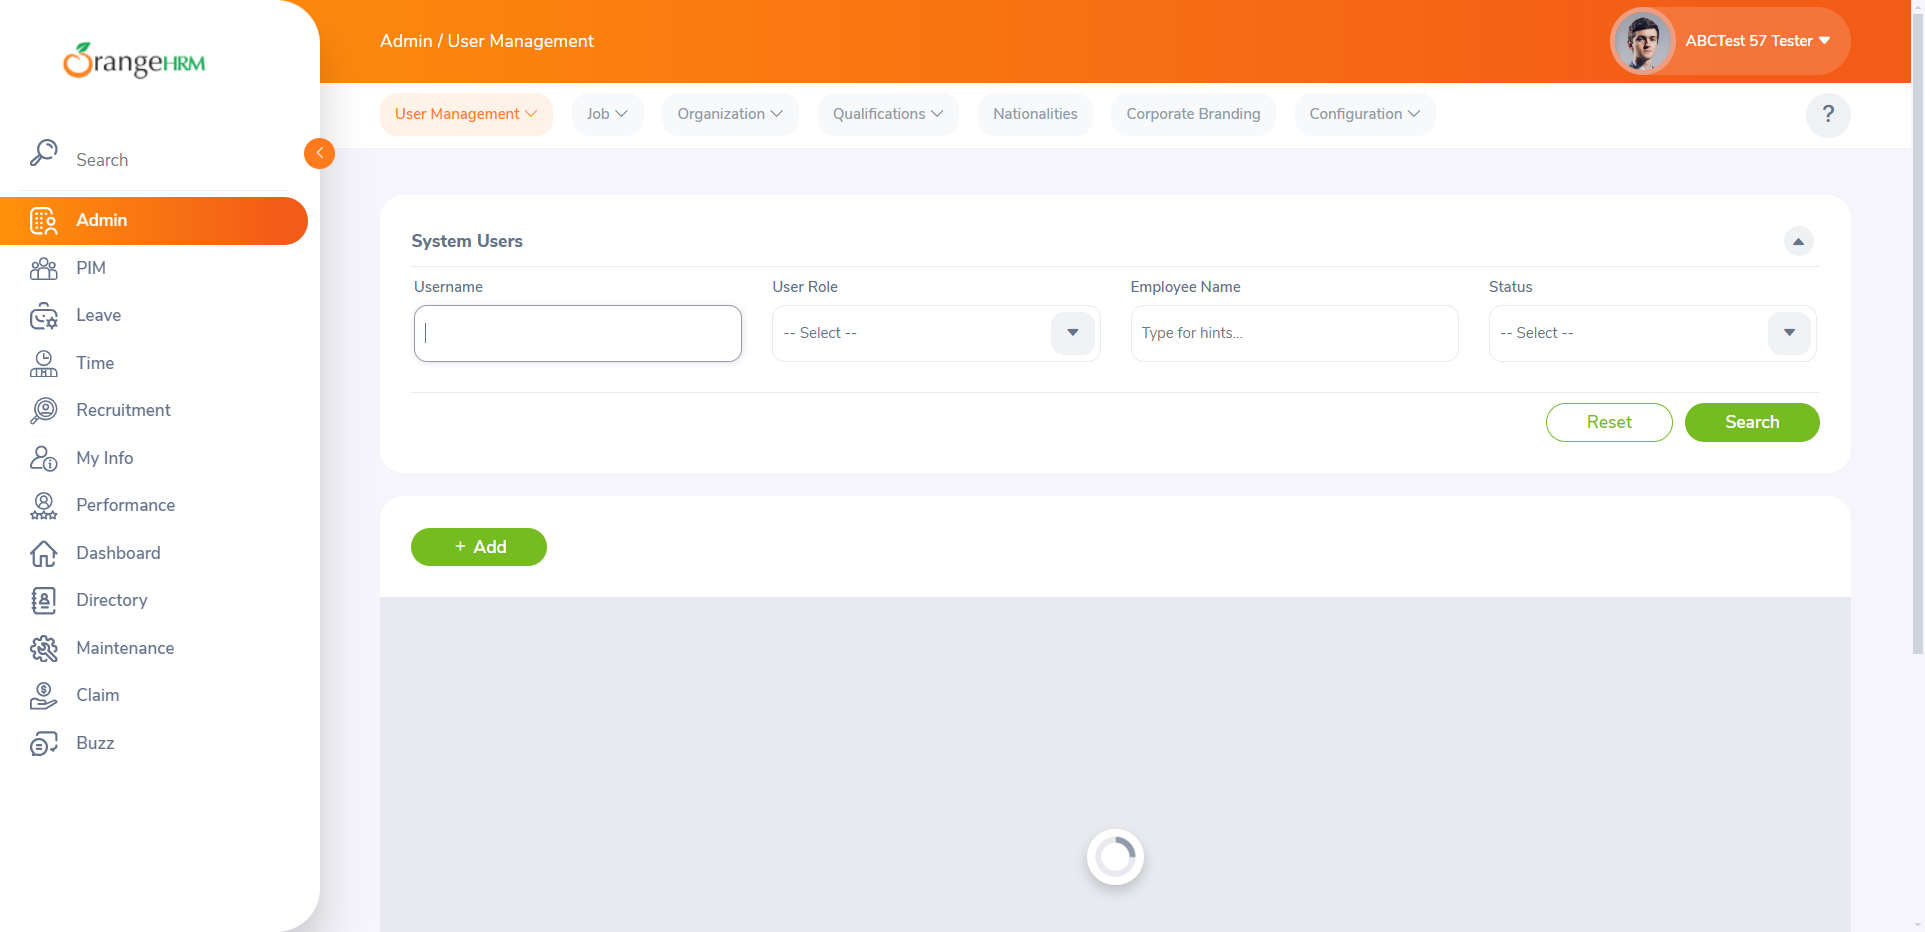 OrangeHRM
Admin / User Management
ABCTest 57 Tester
User Management
Job
Organization
Qualifications
Nationalities
Corporate Branding
Configuration
?
Search
Admin
PIM
Leave
Time
Recruitment
My Info
Performance
Dashboard
Directory
Maintenance
Claim
Buzz
System Users
Username
User Role
Employee Name
Status
-- Select --
Type for hints...
-- Select --
Reset
Search
+ Add